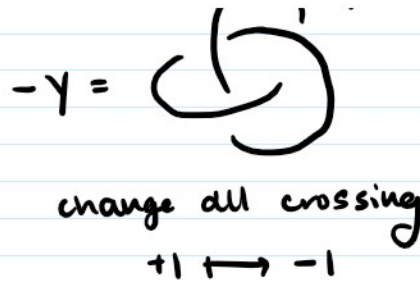 -Y =
change all crossing
+1 ⟼ -1